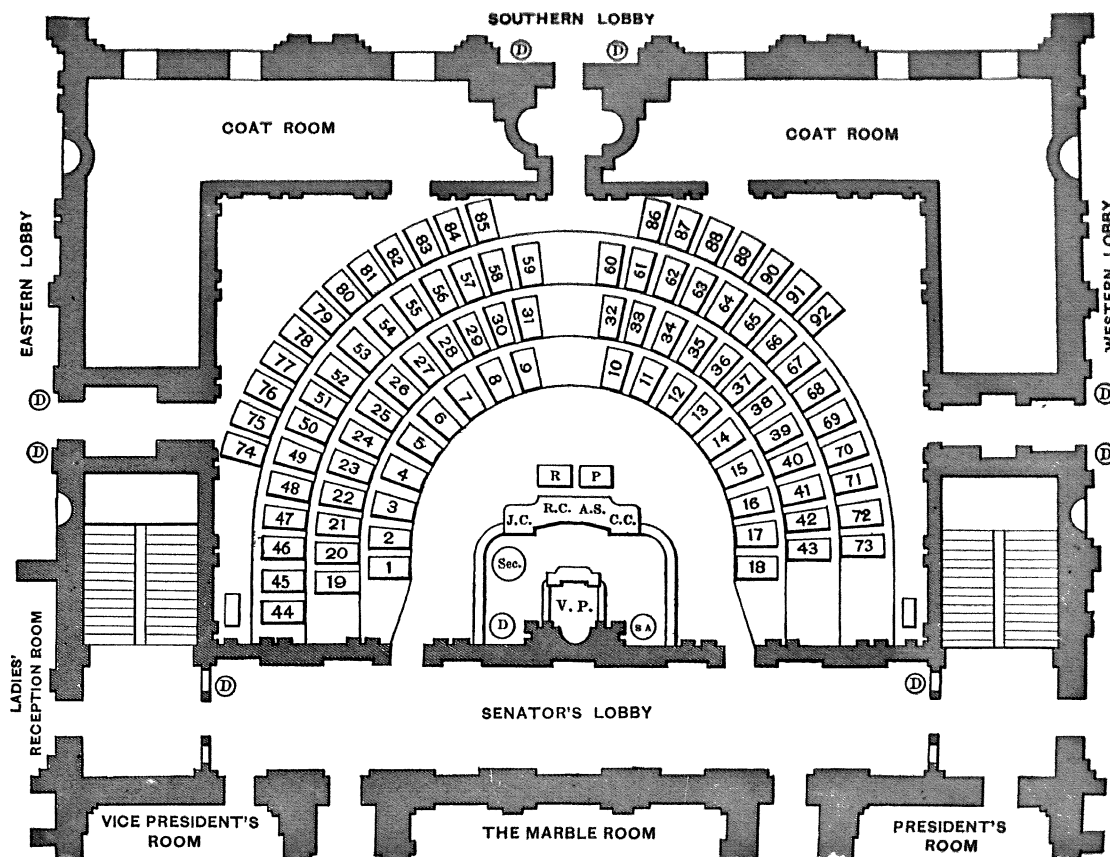 SOUTHERN LOBBY
D
D
COAT ROOM
COAT ROOM
EASTERN LOBBY
WESTERN LOBBY
74
75
76
77
78
79
80
81
82
83
84
85
86
87
88
89
90
91
92
44
45
46
47
48
49
50
51
52
53
54
55
56
57
58
59
60
61
62
63
64
65
66
67
68
69
70
71
72
73
19
20
21
22
23
24
25
26
27
28
29
30
31
32
33
34
35
36
37
38
39
40
41
42
43
1
2
3
4
5
6
7
8
9
10
11
12
13
14
15
16
17
18
D
D
D
D
R
P
J.C.
R.C.
A.S.
C.C.
Sec.
V. P.
D
S A
LADIES'
RECEPTION ROOM
D
D
SENATOR'S LOBBY
VICE PRESIDENT'S
ROOM
THE MARBLE ROOM
PRESIDENT'S
ROOM